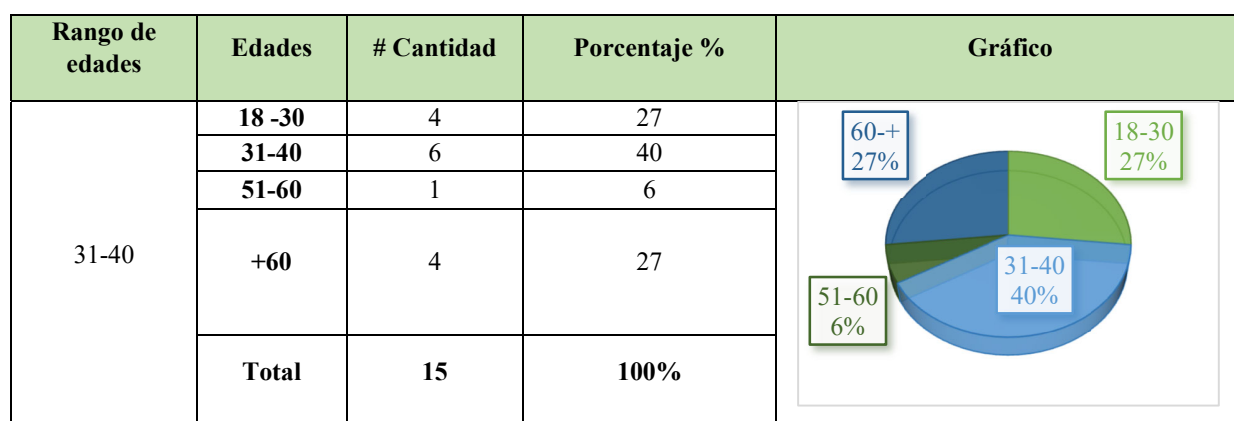 Rango de edades Edades # Cantidad Porcentaje % Gráfico
31-40
18 -30 4 27
31-40 6 40
51-60 1 6
+60 4 27
Total 15 100%
60-+
27%
18-30
27%
31-40
40%
51-60
6%